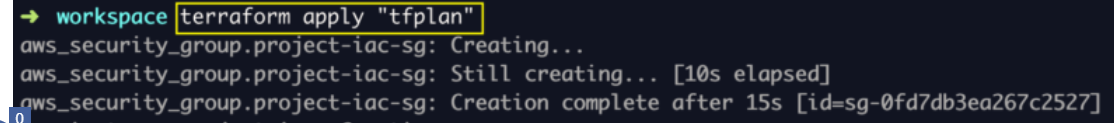 ➜ workspace terraform apply "tfplan"
aws_security_group.project-iac-sg: Creating...
aws_security_group.project-iac-sg: Still creating... [10s elapsed]
aws_security_group.project-iac-sg: Creation complete after 15s [id=sg-0fd7db3ea267c2527]
0